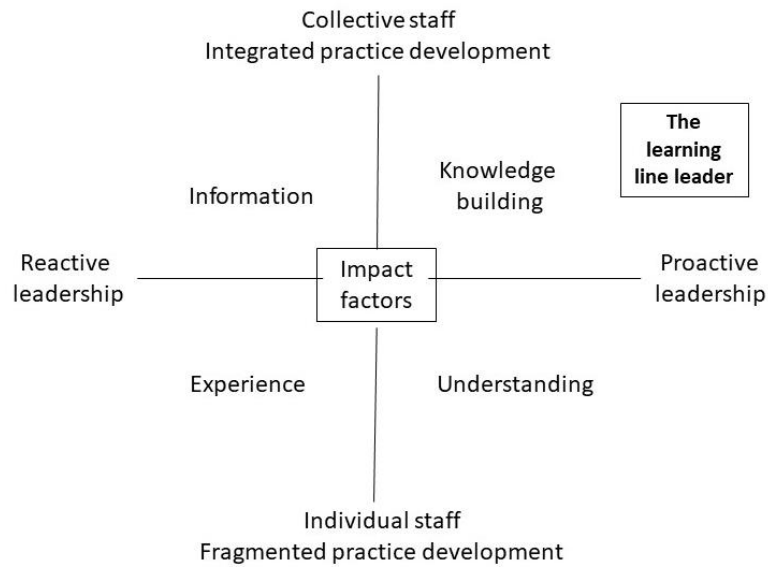 Collective staff
Integrated practice development
The
learning
line leader
Knowledge
building
Information
Reactive
leadership
Impact
factors
Proactive
leadership
Experience
Understanding
Individual staff
Fragmented practice development